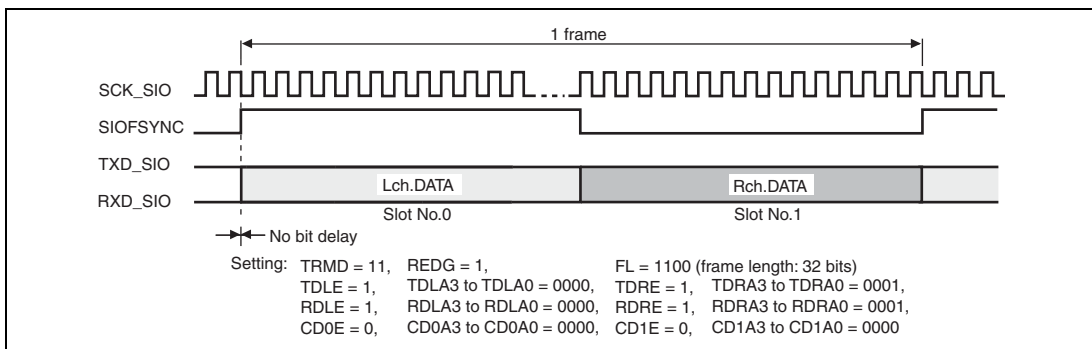 1 frame
SCK_SIO
SIOFSYNC
TXD_SIO
Lch.DATA Rch.DATA
RXD_SIO
Slot No.0 Slot No.1
No bit delay
Setting: TRMD = 11, REDG = 1, FL = 1100 (frame length: 32 bits)
TDLE = 1, TDLA3 to TDLA0 = 0000, TDRE = 1, TDRA3 to TDRA0 = 0001,
RDLE = 1, RDLA3 to RDLA0 = 0000, RDRE = 1, RDRA3 to RDRA0 = 0001,
CD0E = 0, CD0A3 to CD0A0 = 0000, CD1E = 0, CD1A3 to CD1A0 = 0000